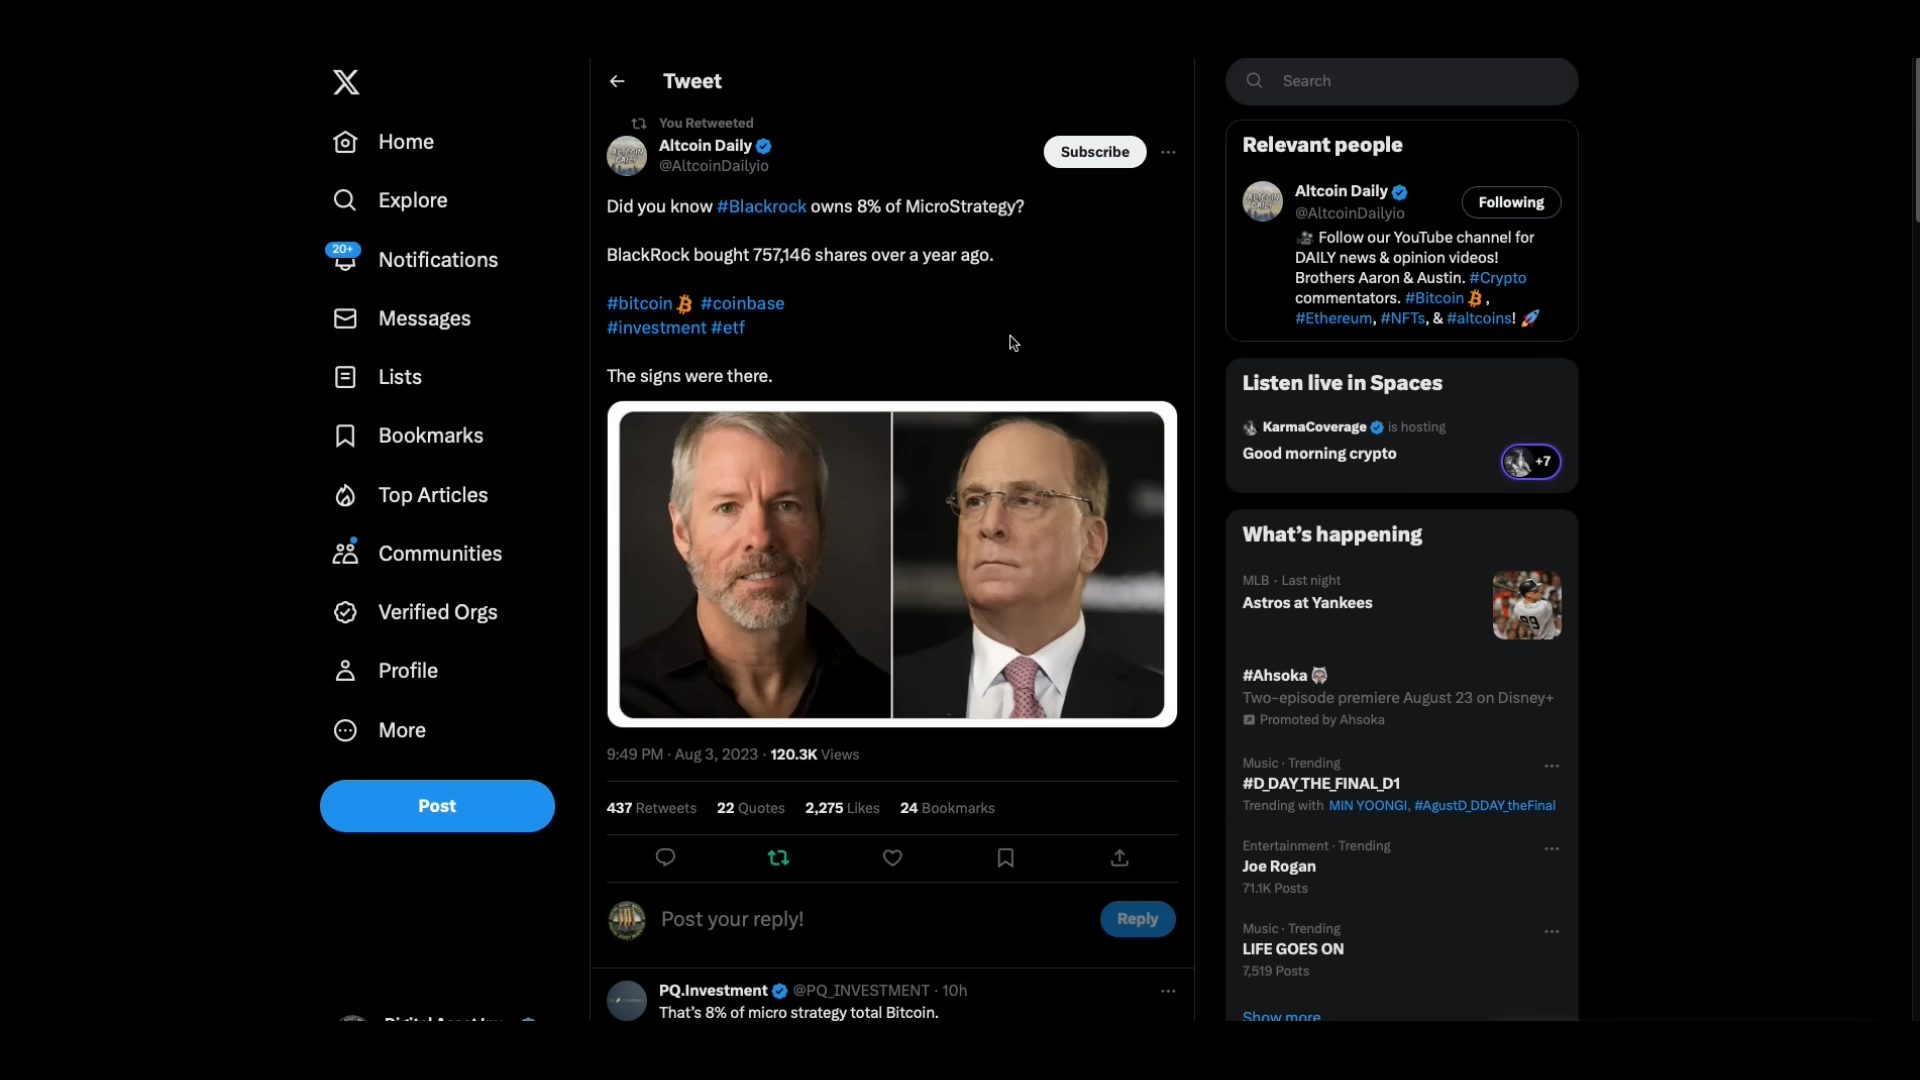 Home
Explore
20+
Notifications
Messages
Lists
Bookmarks
Top Articles
Communities
Verified Orgs
Profile
More
Post
Tweet
You Retweeted
Altcoin Daily
@AltcoinDailyio
Subscribe
Did you know #Blackrock owns 8% of MicroStrategy?
BlackRock bought 757,146 shares over a year ago.
#bitcoin #coinbase
#investment #etf
The signs were there.
9:49 PM · Aug 3, 2023 · 120.3K Views
437 Retweets 22 Quotes 2,275 Likes 24 Bookmarks
Post your reply!
Reply
PQ.Investment @PQ_INVESTMENT · 10h
That's 8% of micro strategy total Bitcoin.
Search
Relevant people
Altcoin Daily
@AltcoinDailyio
Following
Follow our YouTube channel for
DAILY news & opinion videos!
Brothers Aaron & Austin. #Crypto
commentators. #Bitcoin ,
#Ethereum, #NFTs, & #altcoins!
Listen live in Spaces
KarmaCoverage is hosting
Good morning crypto
+7
What's happening
MLB · Last night
Astros at Yankees
99
#Ahsoka
Two-episode premiere August 23 on Disney+
Promoted by Ahsoka
Music · Trending
#D_DAY_THE_FINAL_D1
Trending with MIN YOONGI, #AgustD_DDAY_theFinal
Entertainment · Trending
Joe Rogan
71.1K Posts
Music · Trending
LIFE GOES ON
7,519 Posts
Show more